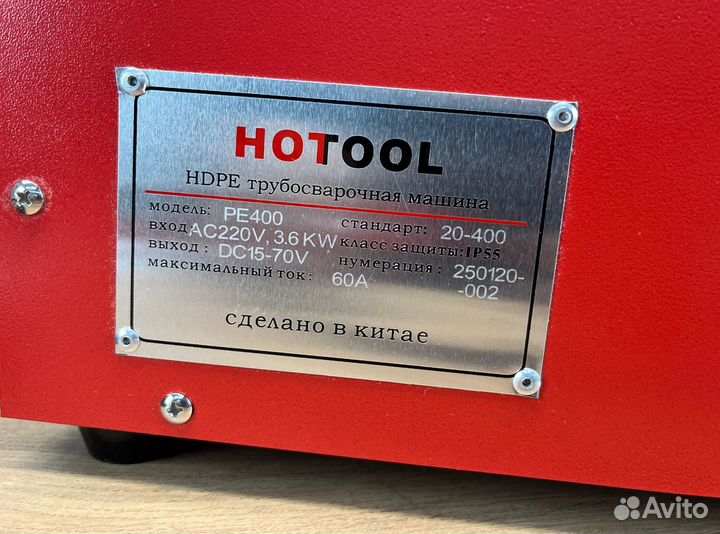 HOTOOL
HDPE трубосварочная машина
модель: PE400 стандарт: 20-400
вход AC220V, 3.6 KW класс защиты: IP55
выход : DC15-70V нумерация : 250120-
-002
максимальный ток: 60A
сделано в китае
Avito